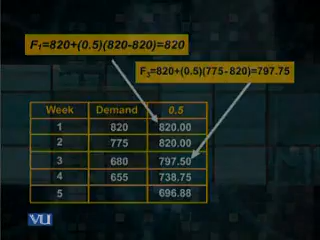 F1=820+(0.5)(820-820)=820
F3=820+(0.5)(775-820)=797.75
Week Demand 0.5
1 820 820.00
2 775 820.00
3 680 797.50
4 655 738.75
5 696.88
VU